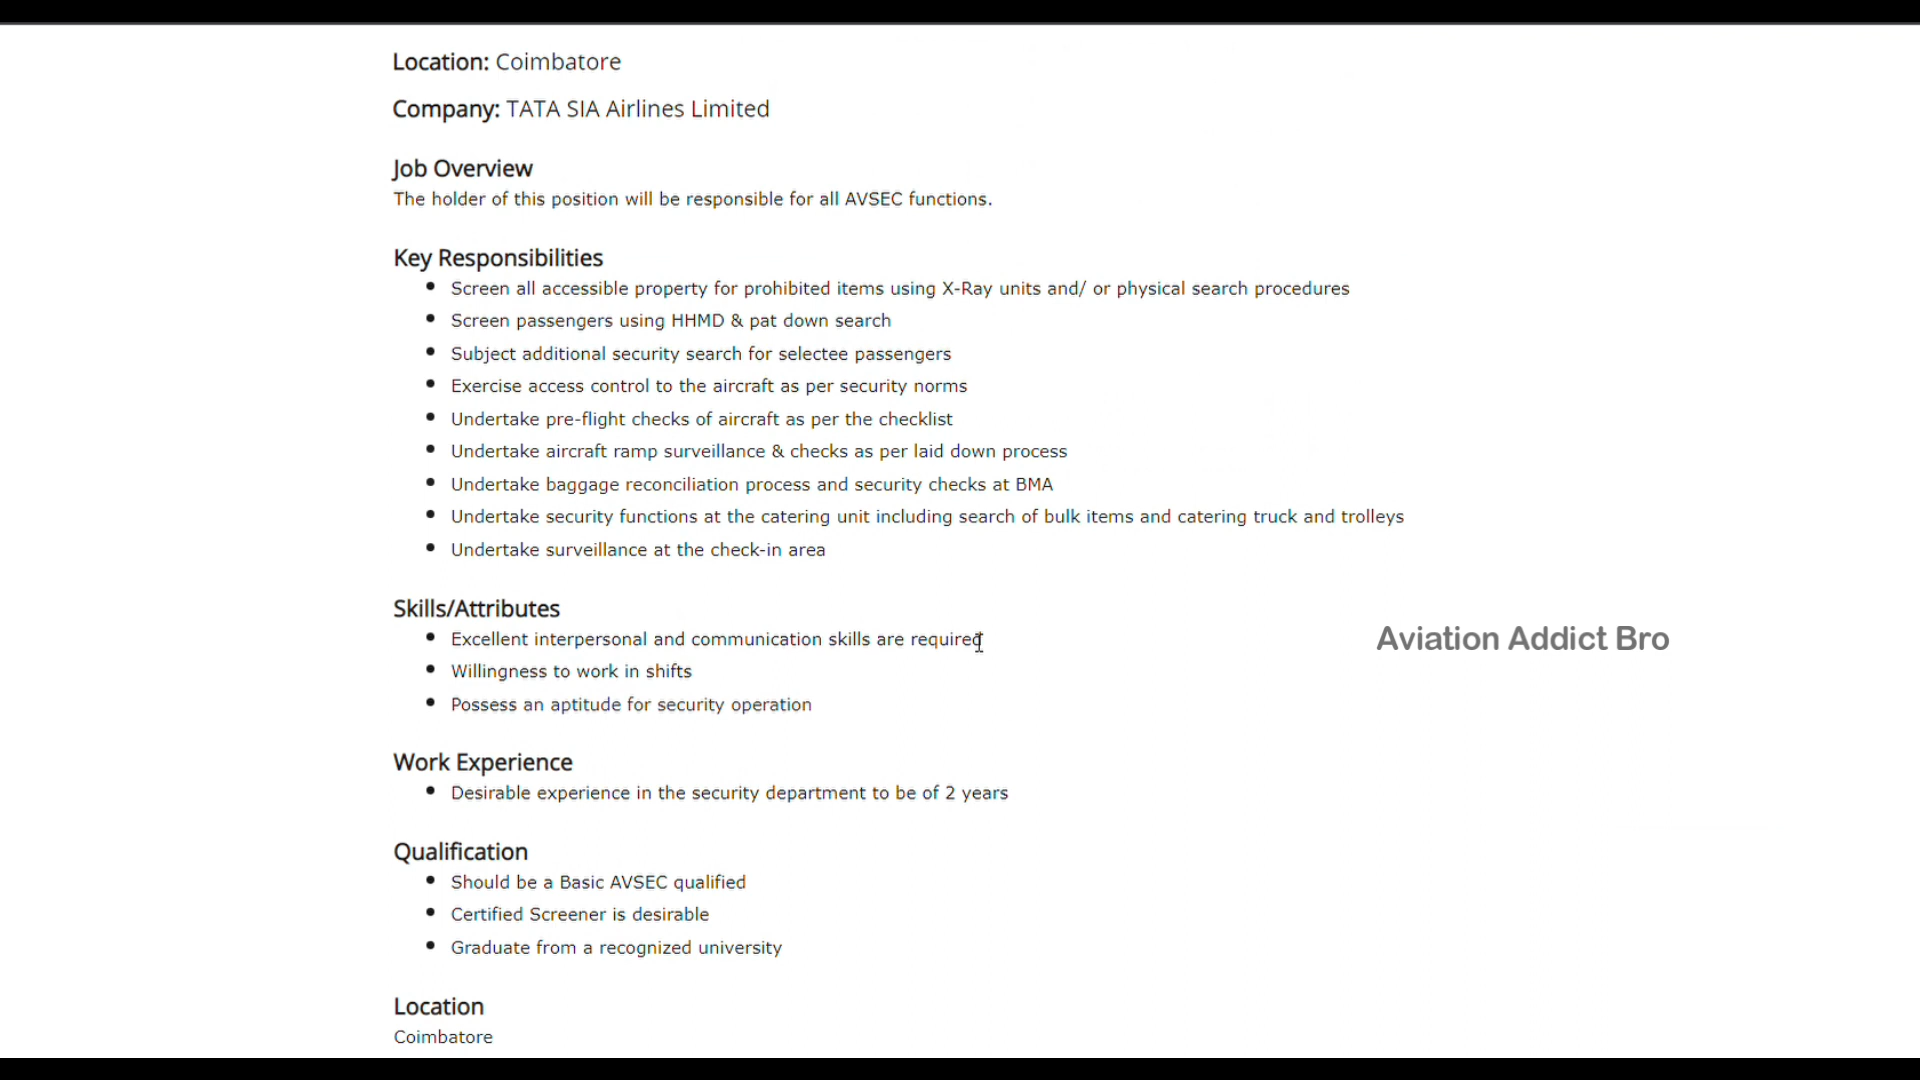 Location: Coimbatore
Company: TATA SIA Airlines Limited
Job Overview
The holder of this position will be responsible for all AVSEC functions.
Key Responsibilities
Screen all accessible property for prohibited items using X-Ray units and/ or physical search procedures
Screen passengers using HHMD & pat down search
Subject additional security search for selectee passengers
Exercise access control to the aircraft as per security norms
Undertake pre-flight checks of aircraft as per the checklist
Undertake aircraft ramp surveillance & checks as per laid down process
Undertake baggage reconciliation process and security checks at BMA
Undertake security functions at the catering unit including search of bulk items and catering truck and trolleys
Undertake surveillance at the check-in area
Skills/Attributes
Excellent interpersonal and communication skills are required
Aviation Addict Bro
Willingness to work in shifts
Possess an aptitude for security operation
Work Experience
Desirable experience in the security department to be of 2 years
Qualification
Should be a Basic AVSEC qualified
Certified Screener is desirable
Graduate from a recognized university
Location
Coimbatore